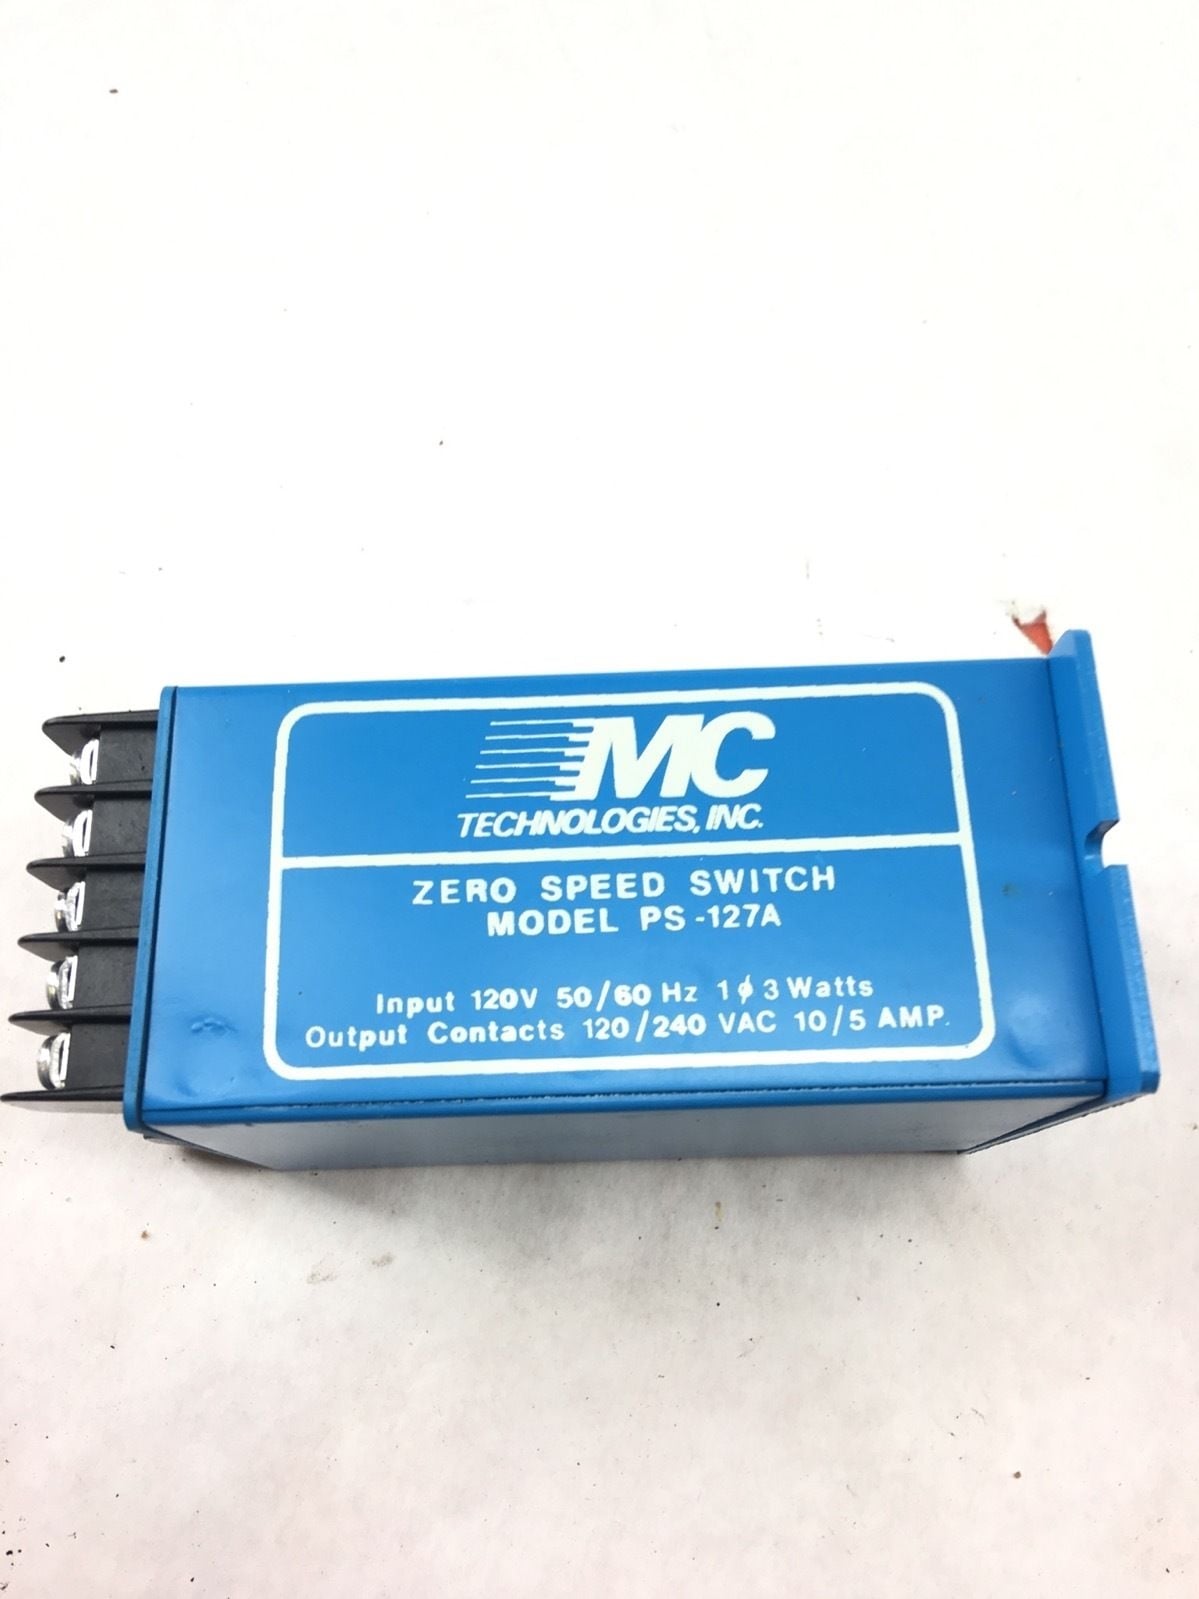 MC
TECHNOLOGIES, INC.
ZERO SPEED SWITCH
MODEL PS-127A
Input 120V 50/60 Hz 1ϕ 3 Watts
Output Contacts 120/240 VAC 10/5 AMP.